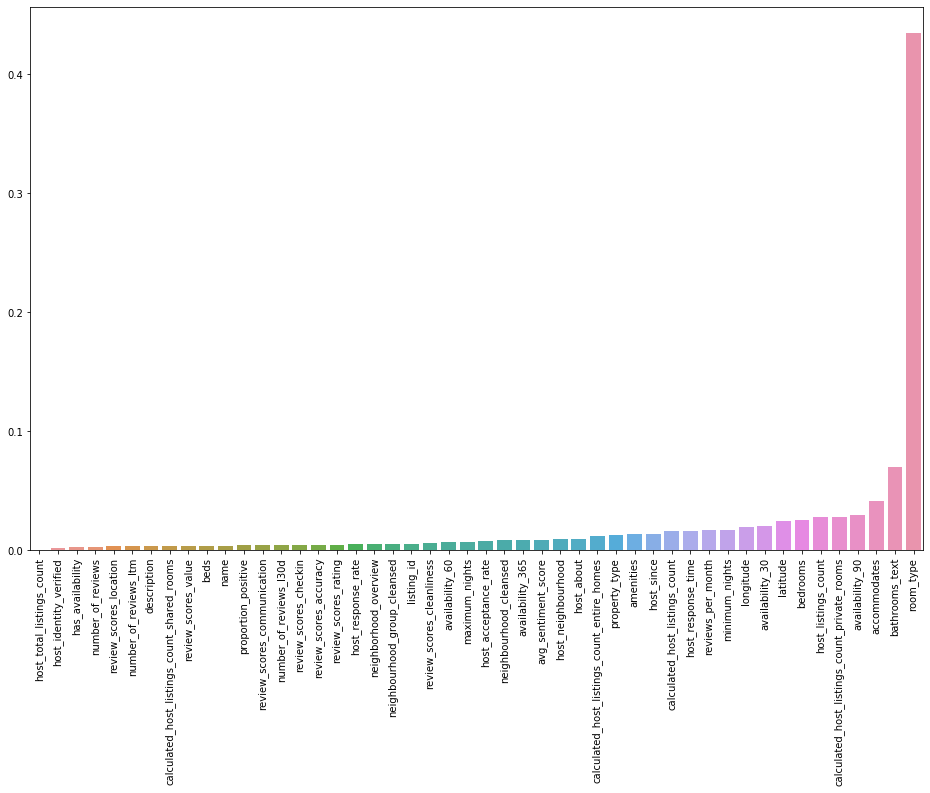 0.4
0.3
0.2
0.1
0.0
host_total_listings_count
host_identity_verified
has_availability
number_of_reviews
review_scores_location
number_of_reviews_ltm
description
calculated_host_listings_count_shared_rooms
review_scores_value
beds
name
proportion_positive
review_scores_communication
number_of_reviews_l30d
review_scores_checkin
review_scores_accuracy
review_scores_rating
host_response_rate
neighborhood_overview
neighbourhood_group_cleansed
listing_id
review_scores_cleanliness
availability_60
maximum_nights
host_acceptance_rate
neighbourhood_cleansed
availability_365
avg_sentiment_score
host_neighbourhood
host_about
calculated_host_listings_count_entire_homes
property_type
amenities
host_since
calculated_host_listings_count
host_response_time
reviews_per_month
minimum_nights
longitude
availability_30
latitude
bedrooms
host_listings_count
calculated_host_listings_count_private_rooms
availability_90
accommodates
bathrooms_text
room_type